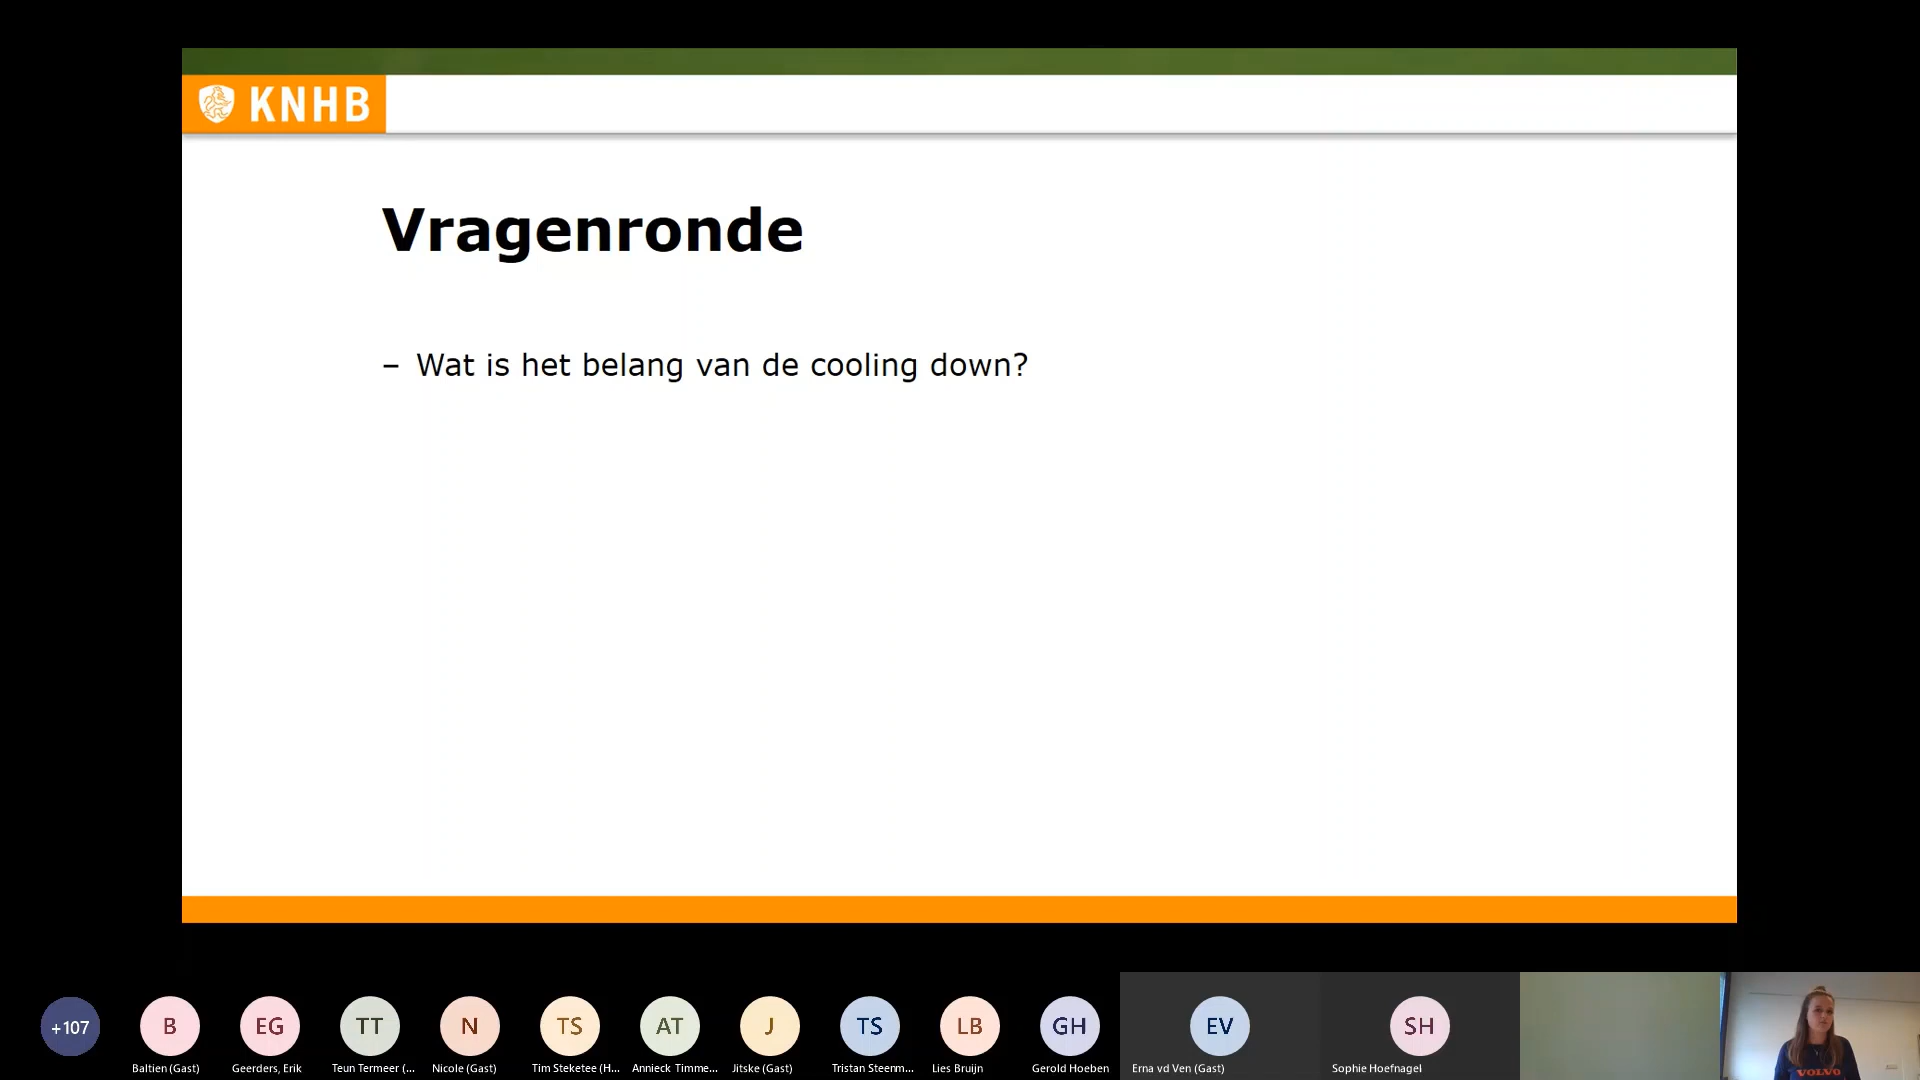 KNHB
Vragenronde
– Wat is het belang van de cooling down?
+107
B
EG
TT
N
TS
AT
J
TS
LB
GH
EV
SH
Baltien (Gast)
Geerders, Erik
Teun Termeer (...
Nicole (Gast)
Tim Steketee (H...
Annieck Timme...
Jitske (Gast)
Tristan Steenm...
Lies Bruijn
Gerold Hoeben
Erna vd Ven (Gast)
Sophie Hoefnagel
VOLVO